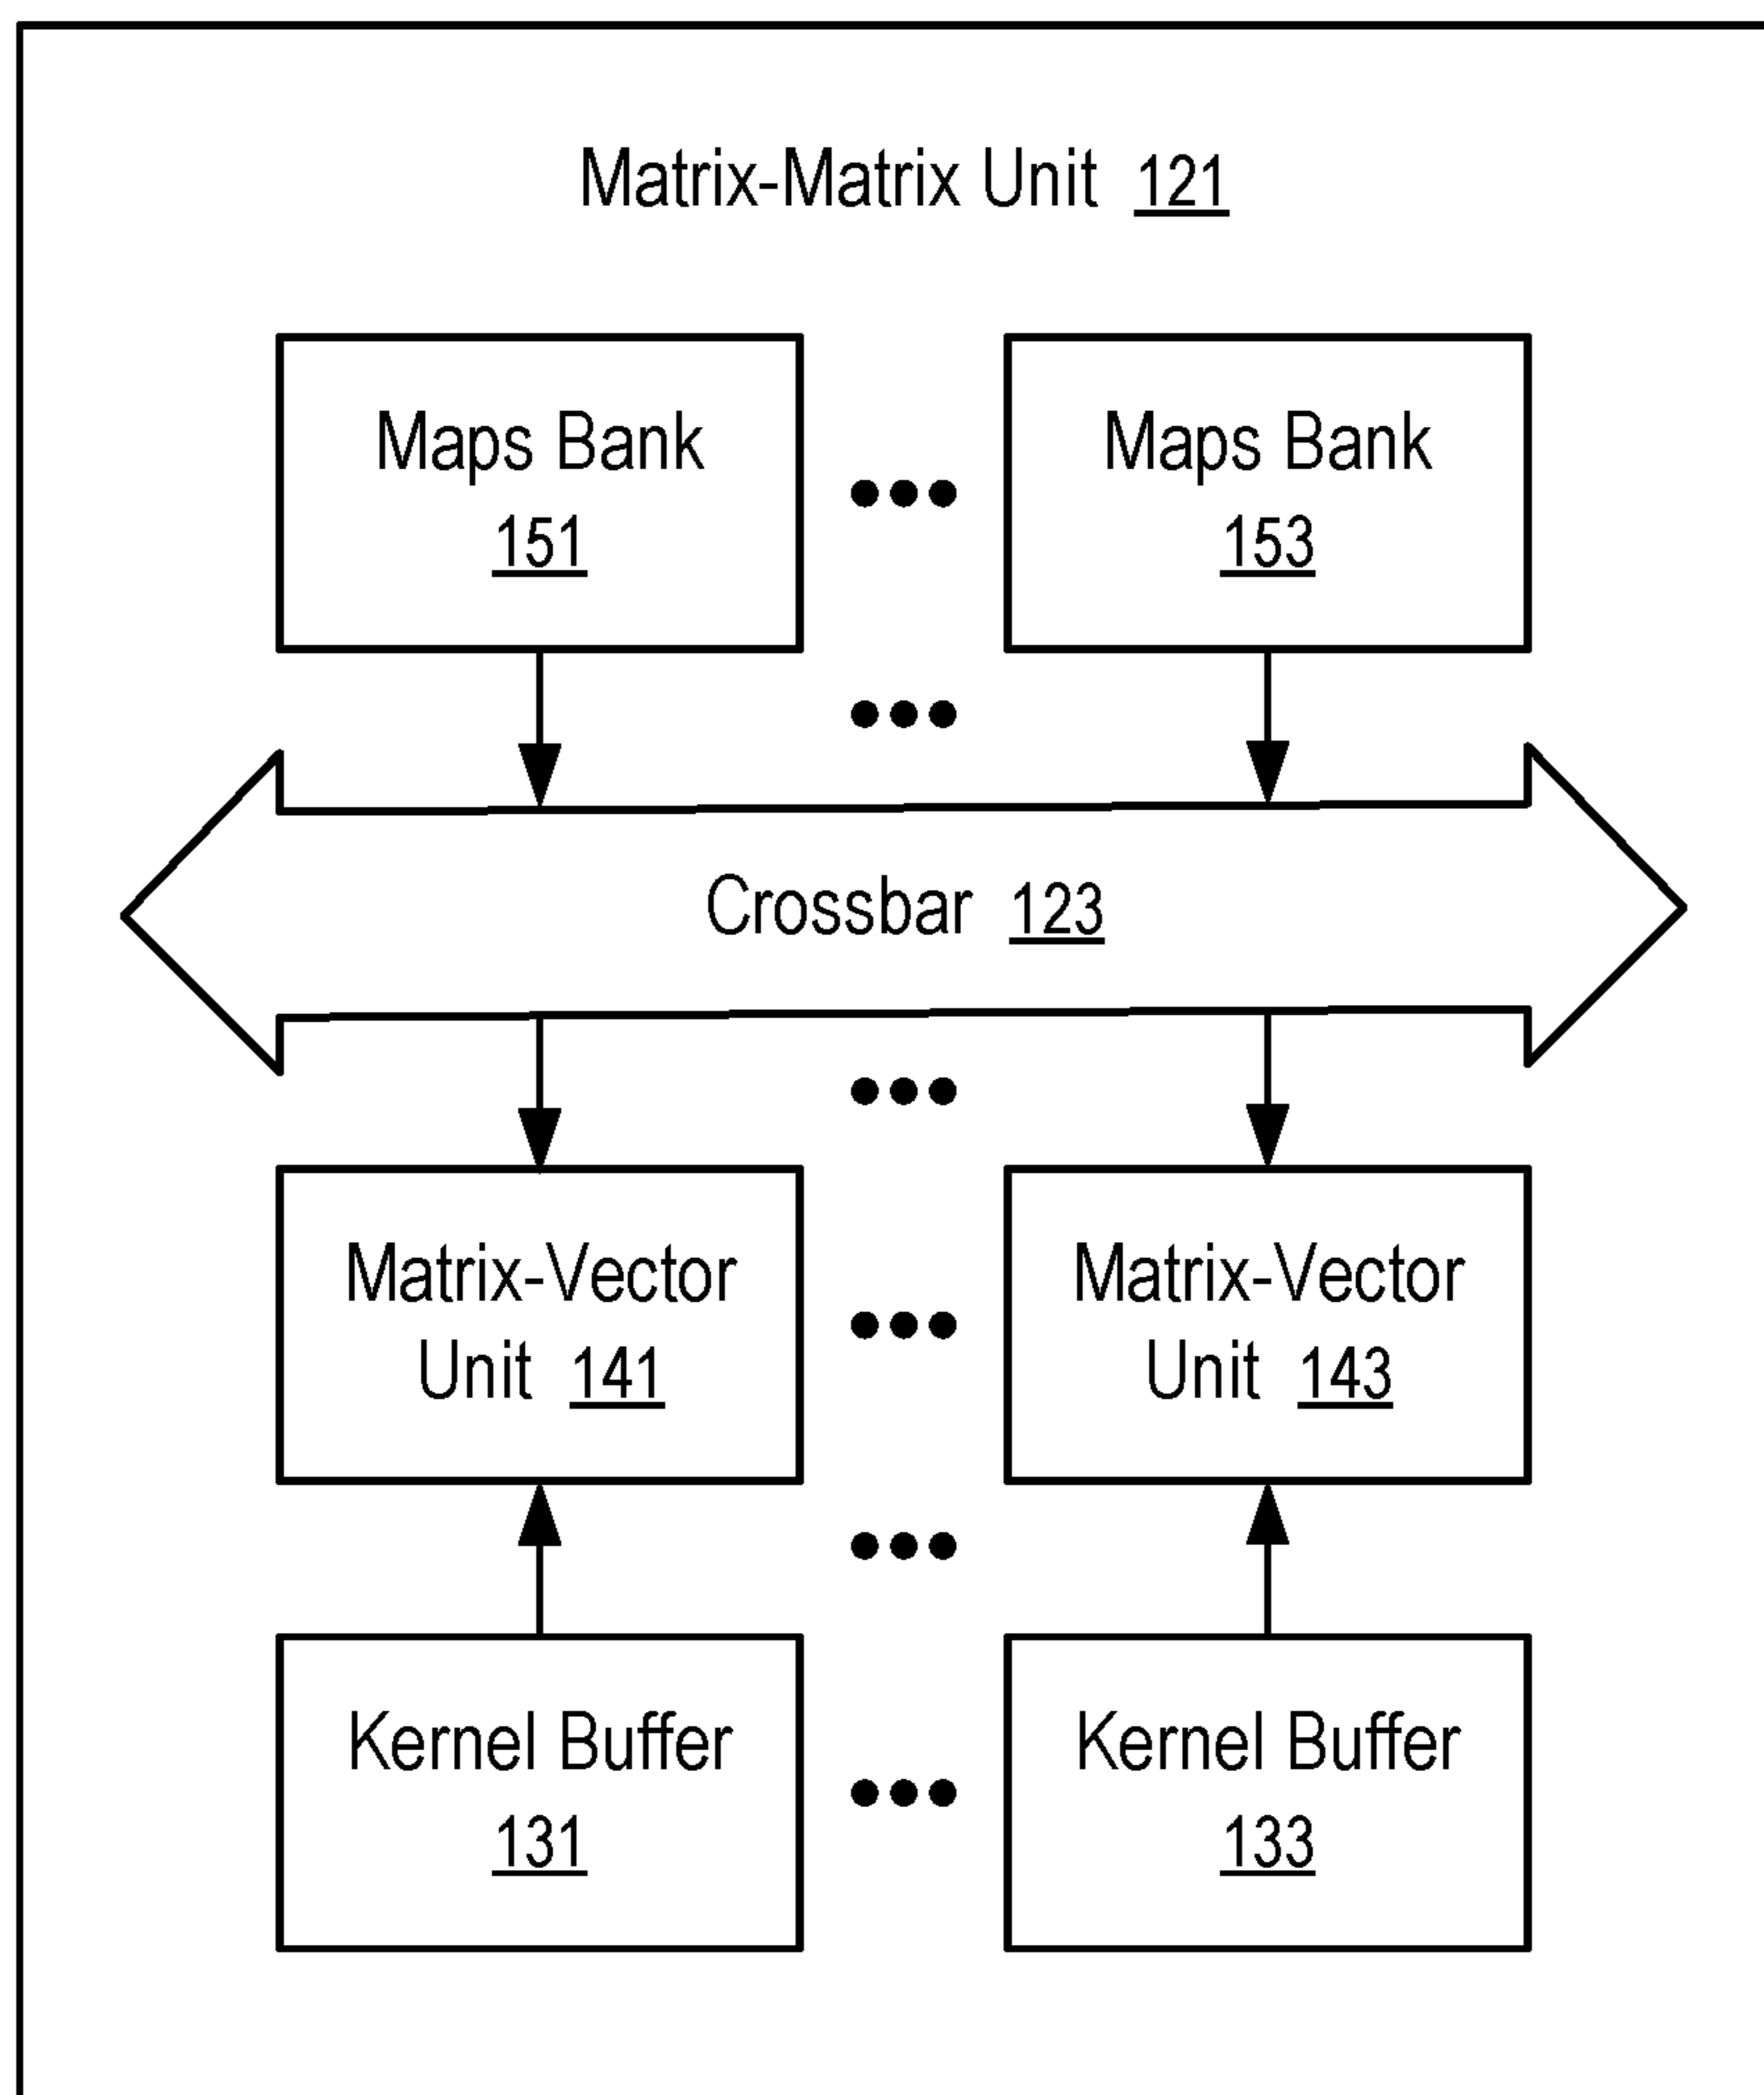 Matrix-Matrix Unit 121
Maps Bank
151
Maps Bank
153
Crossbar 123
Matrix-Vector
Unit 141
Matrix-Vector
Unit 143
Kernel Buffer
131
Kernel Buffer
133